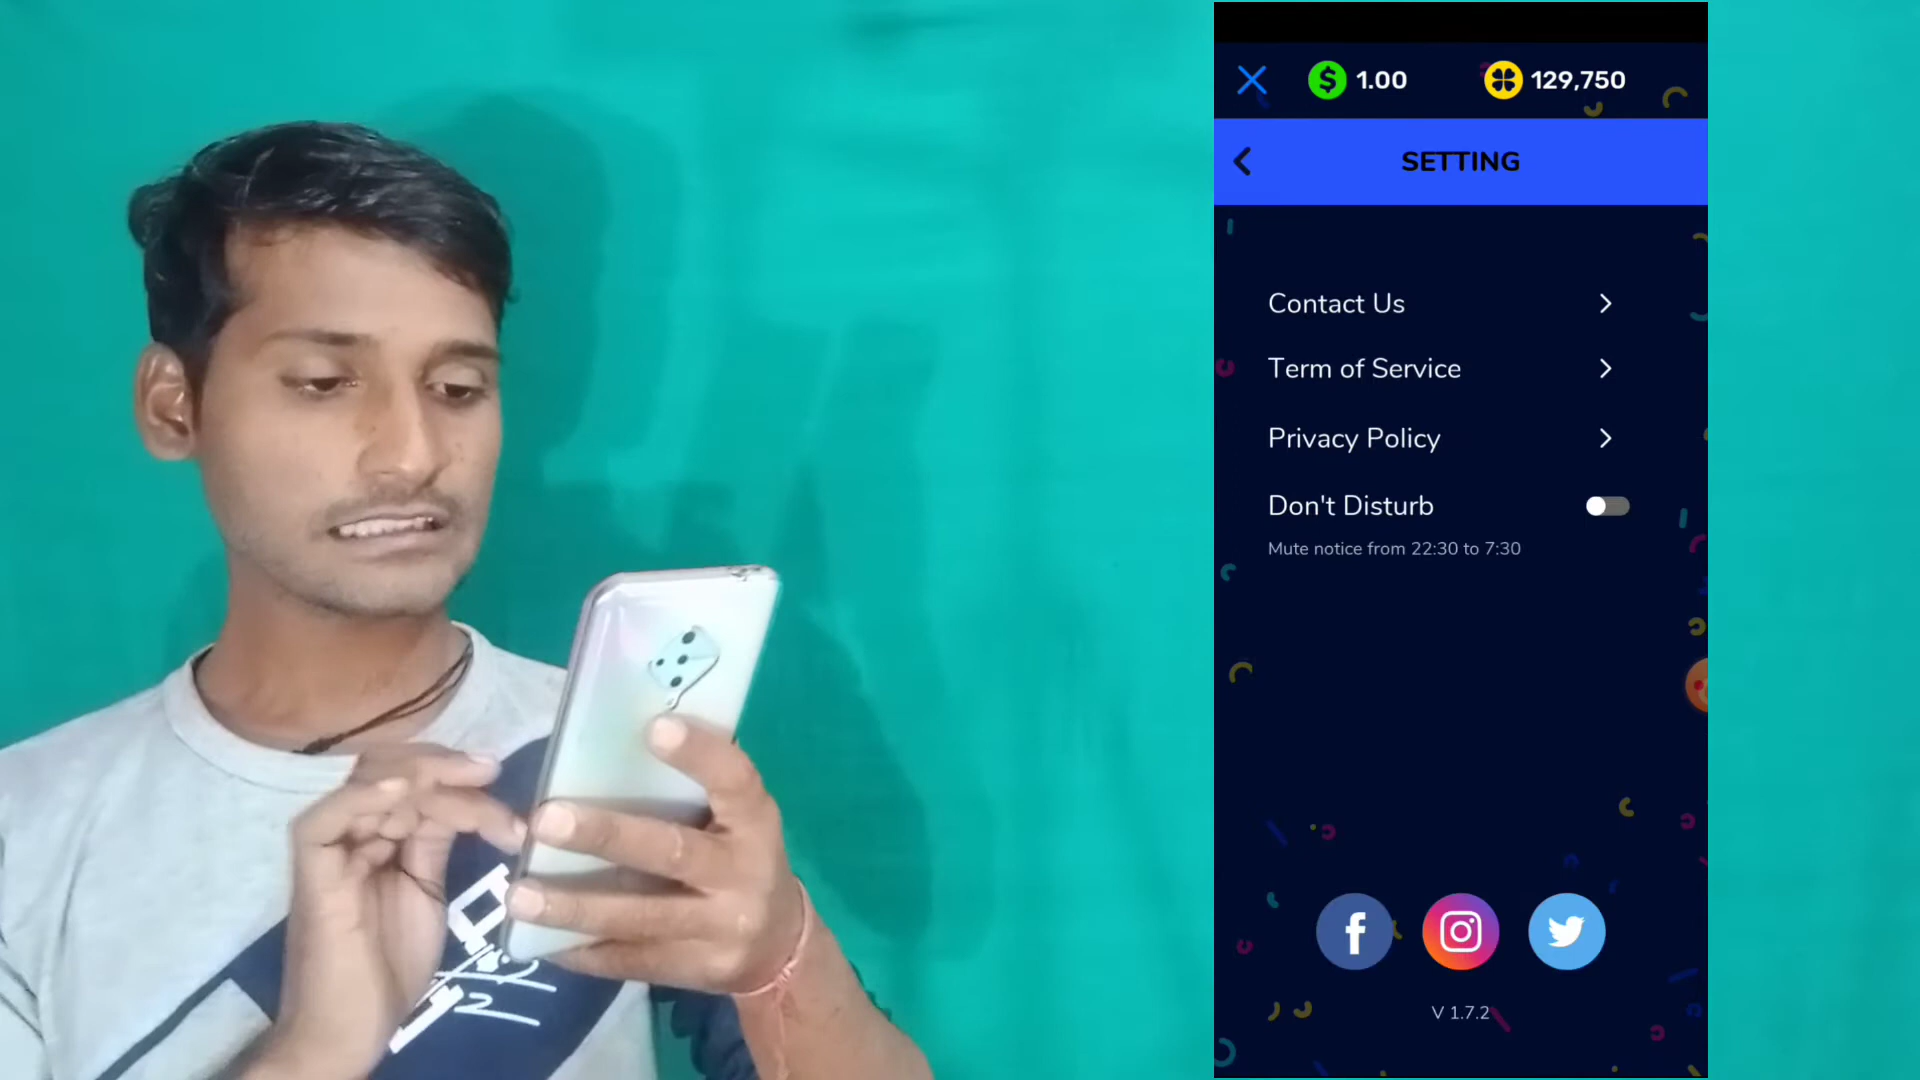 1.00
129,750
SETTING
Contact Us
Term of Service
Privacy Policy
Don't Disturb
Mute notice from 22:30 to 7:30
V 1.7.2